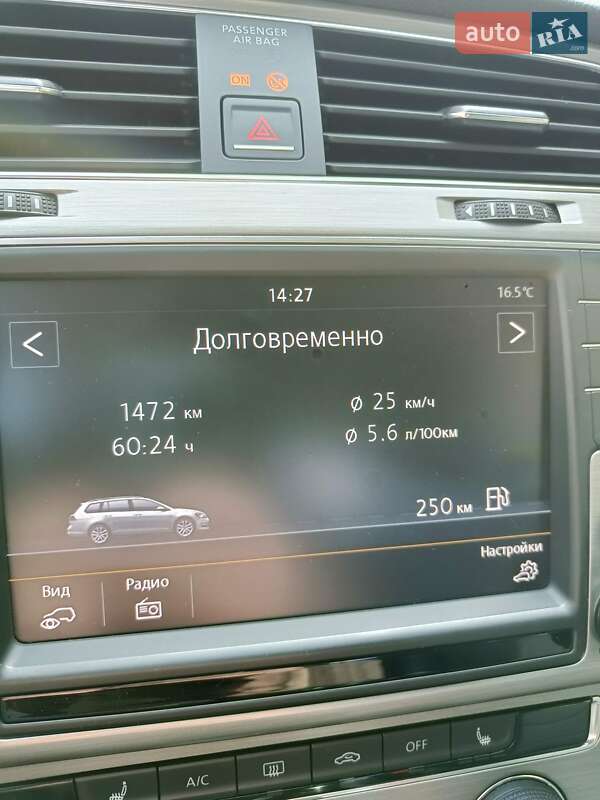 auto RIA .com
PASSENGER
AIR BAG
ON
14:27
16.5°C
<
Долговременно
>
1472 км
60:24 ч
Ø 25 км/ч
Ø 5.6 л/100км
250 км
Вид
Радио
Настройки
A/C
OFF